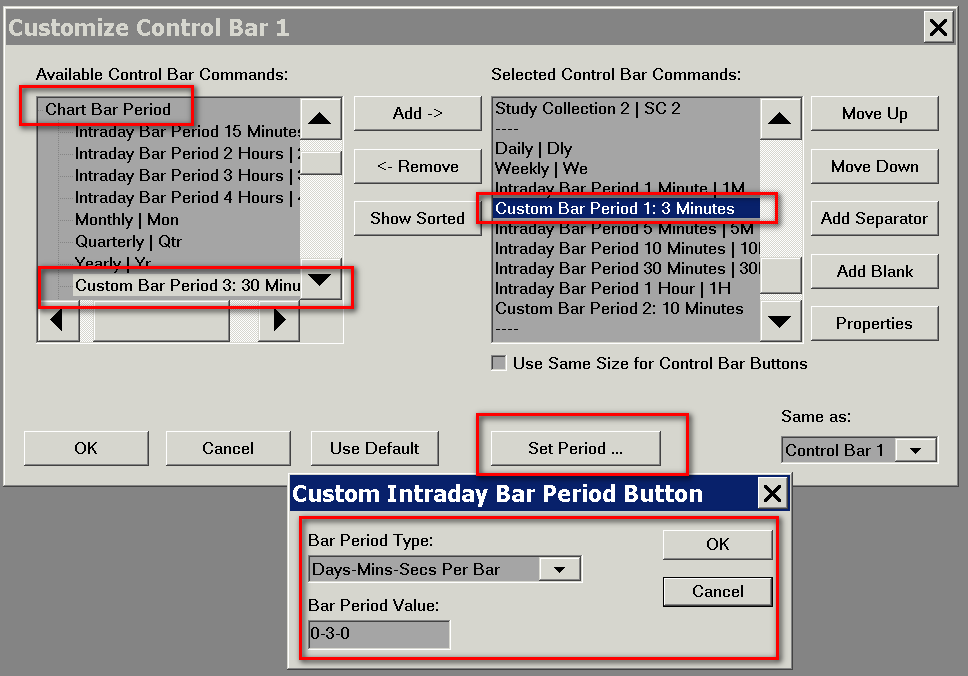 Customize Control Bar 1
Available Control Bar Commands:
Chart Bar Period
Intraday Bar Period 15 Minutes
Intraday Bar Period 2 Hours |
Intraday Bar Period 3 Hours |
Intraday Bar Period 4 Hours |
Monthly | Mon
Quarterly | Qtr
Yearly | Yr
Custom Bar Period 3: 30 Minu
Add ->
<- Remove
Show Sorted
Selected Control Bar Commands:
Study Collection 2 | SC 2
----
Daily | Dly
Weekly | We
Intraday Bar Period 1 Minute | 1M
Custom Bar Period 1: 3 Minutes
Intraday Bar Period 5 Minutes | 5M
Intraday Bar Period 10 Minutes | 10
Intraday Bar Period 30 Minutes | 30
Intraday Bar Period 1 Hour | 1H
Custom Bar Period 2: 10 Minutes
----
Move Up
Move Down
Add Separator
Add Blank
Properties
Use Same Size for Control Bar Buttons
Same as:
Control Bar 1
OK
Cancel
Use Default
Set Period ...
Custom Intraday Bar Period Button
Bar Period Type:
Days-Mins-Secs Per Bar
Bar Period Value:
0-3-0
OK
Cancel